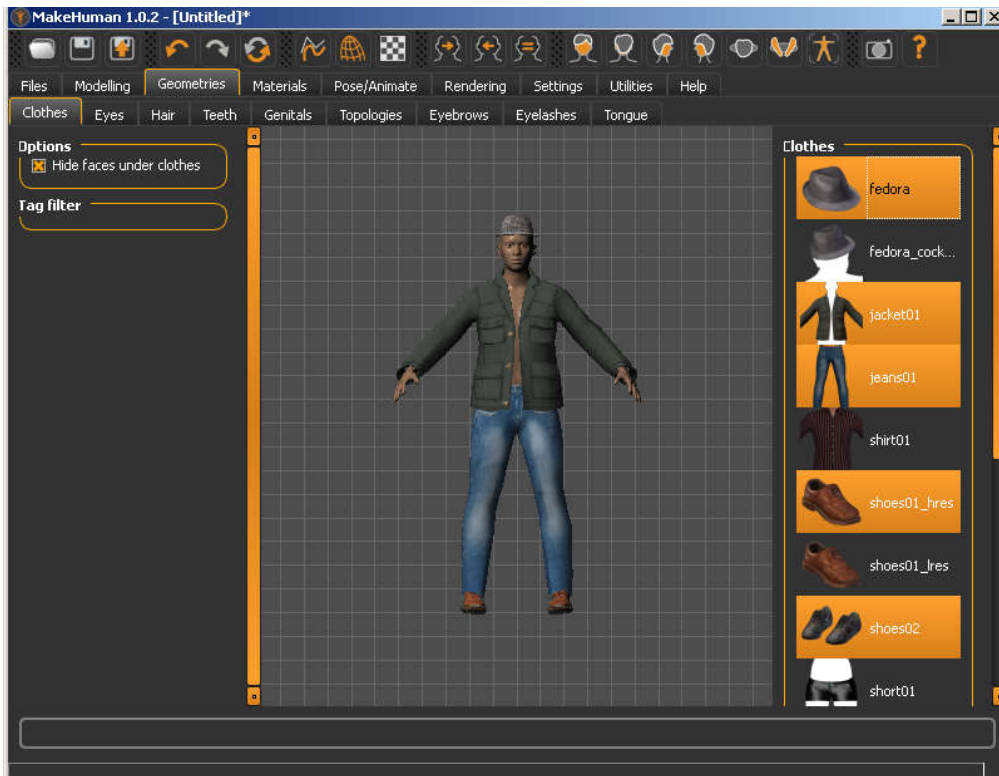 MakeHuman 1.0.2 - [Untitled]*
Files Modelling Geometries Materials Pose/Animate Rendering Settings Utilities Help
Clothes Eyes Hair Teeth Genitals Topologies Eyebrows Eyelashes Tongue
Options
Hide faces under clothes
Tag filter
Clothes
fedora
fedora_cock...
jacket01
jeans01
shirt01
shoes01_hres
shoes01_lres
shoes02
short01